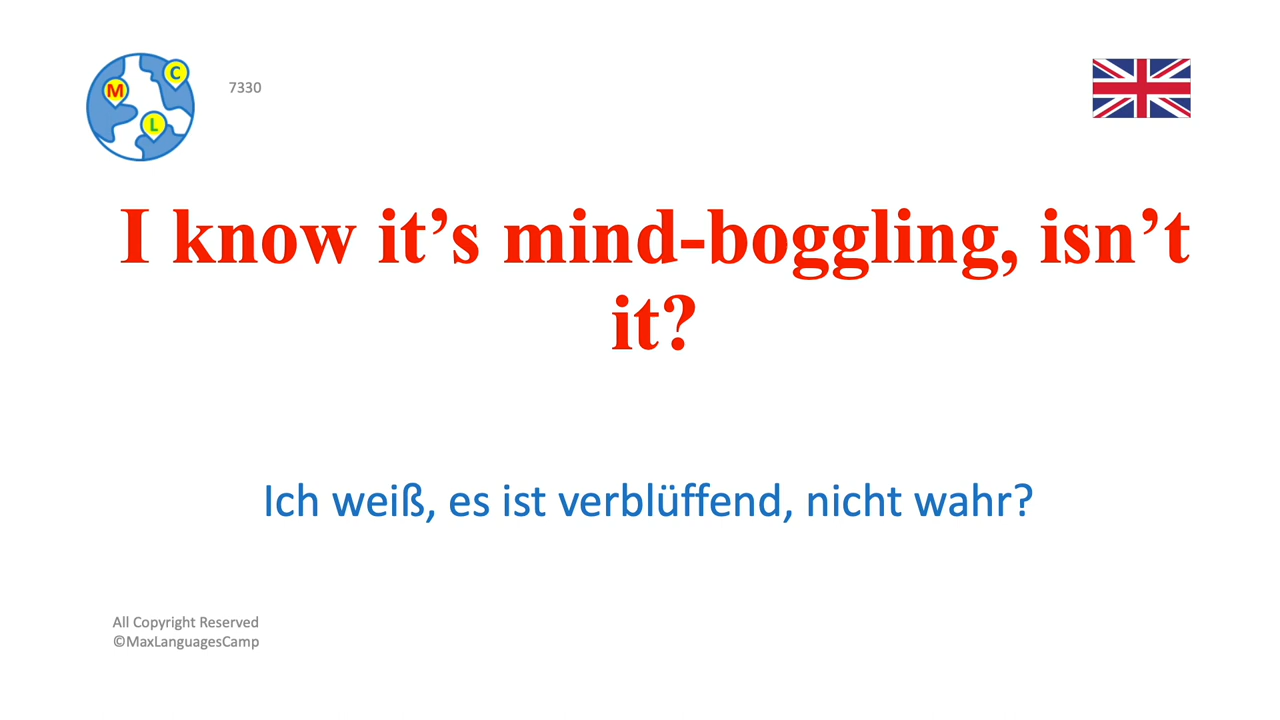 M
C
L
7330
I know it’s mind-boggling, isn’t
it?
Ich weiß, es ist verblüffend, nicht wahr?
All Copyright Reserved
©MaxLanguagesCamp